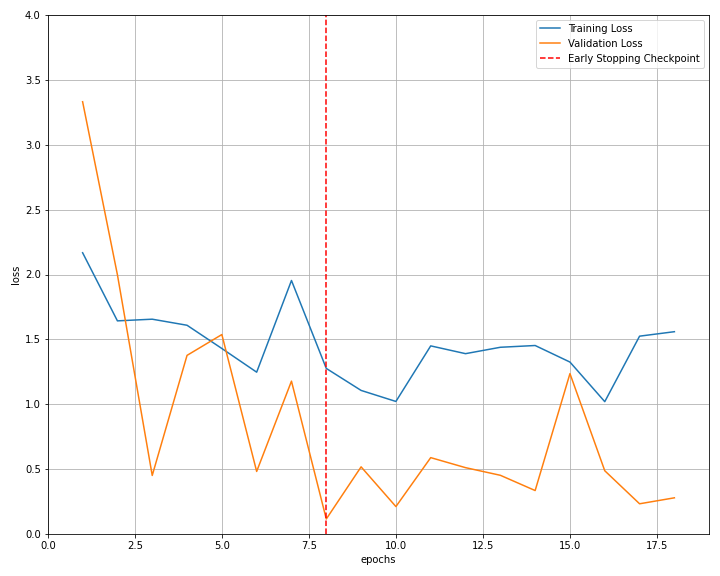 4.0
3.5
3.0
2.5
2.0
1.5
1.0
0.5
0.0
loss
0.0 2.5 5.0 7.5 10.0 12.5 15.0 17.5
epochs
Training Loss
Validation Loss
Early Stopping Checkpoint